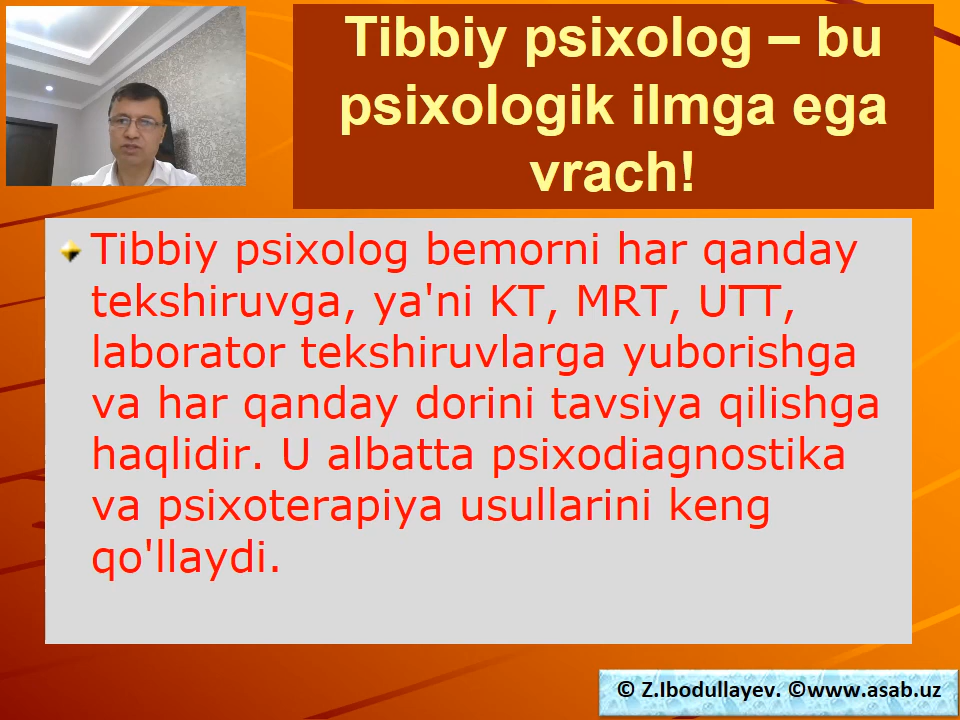 Tibbiy psixolog – bu
psixologik ilmga ega
vrach!
Tibbiy psixolog bemorni har qanday
tekshiruvga, ya'ni KT, MRT, UTT,
laborator tekshiruvlarga yuborishga
va har qanday dorini tavsiya qilishga
haqlidir. U albatta psixodiagnostika
va psixoterapiya usullarini keng
qo'llaydi.
© Z.Ibodullayev. ©www.asab.uz